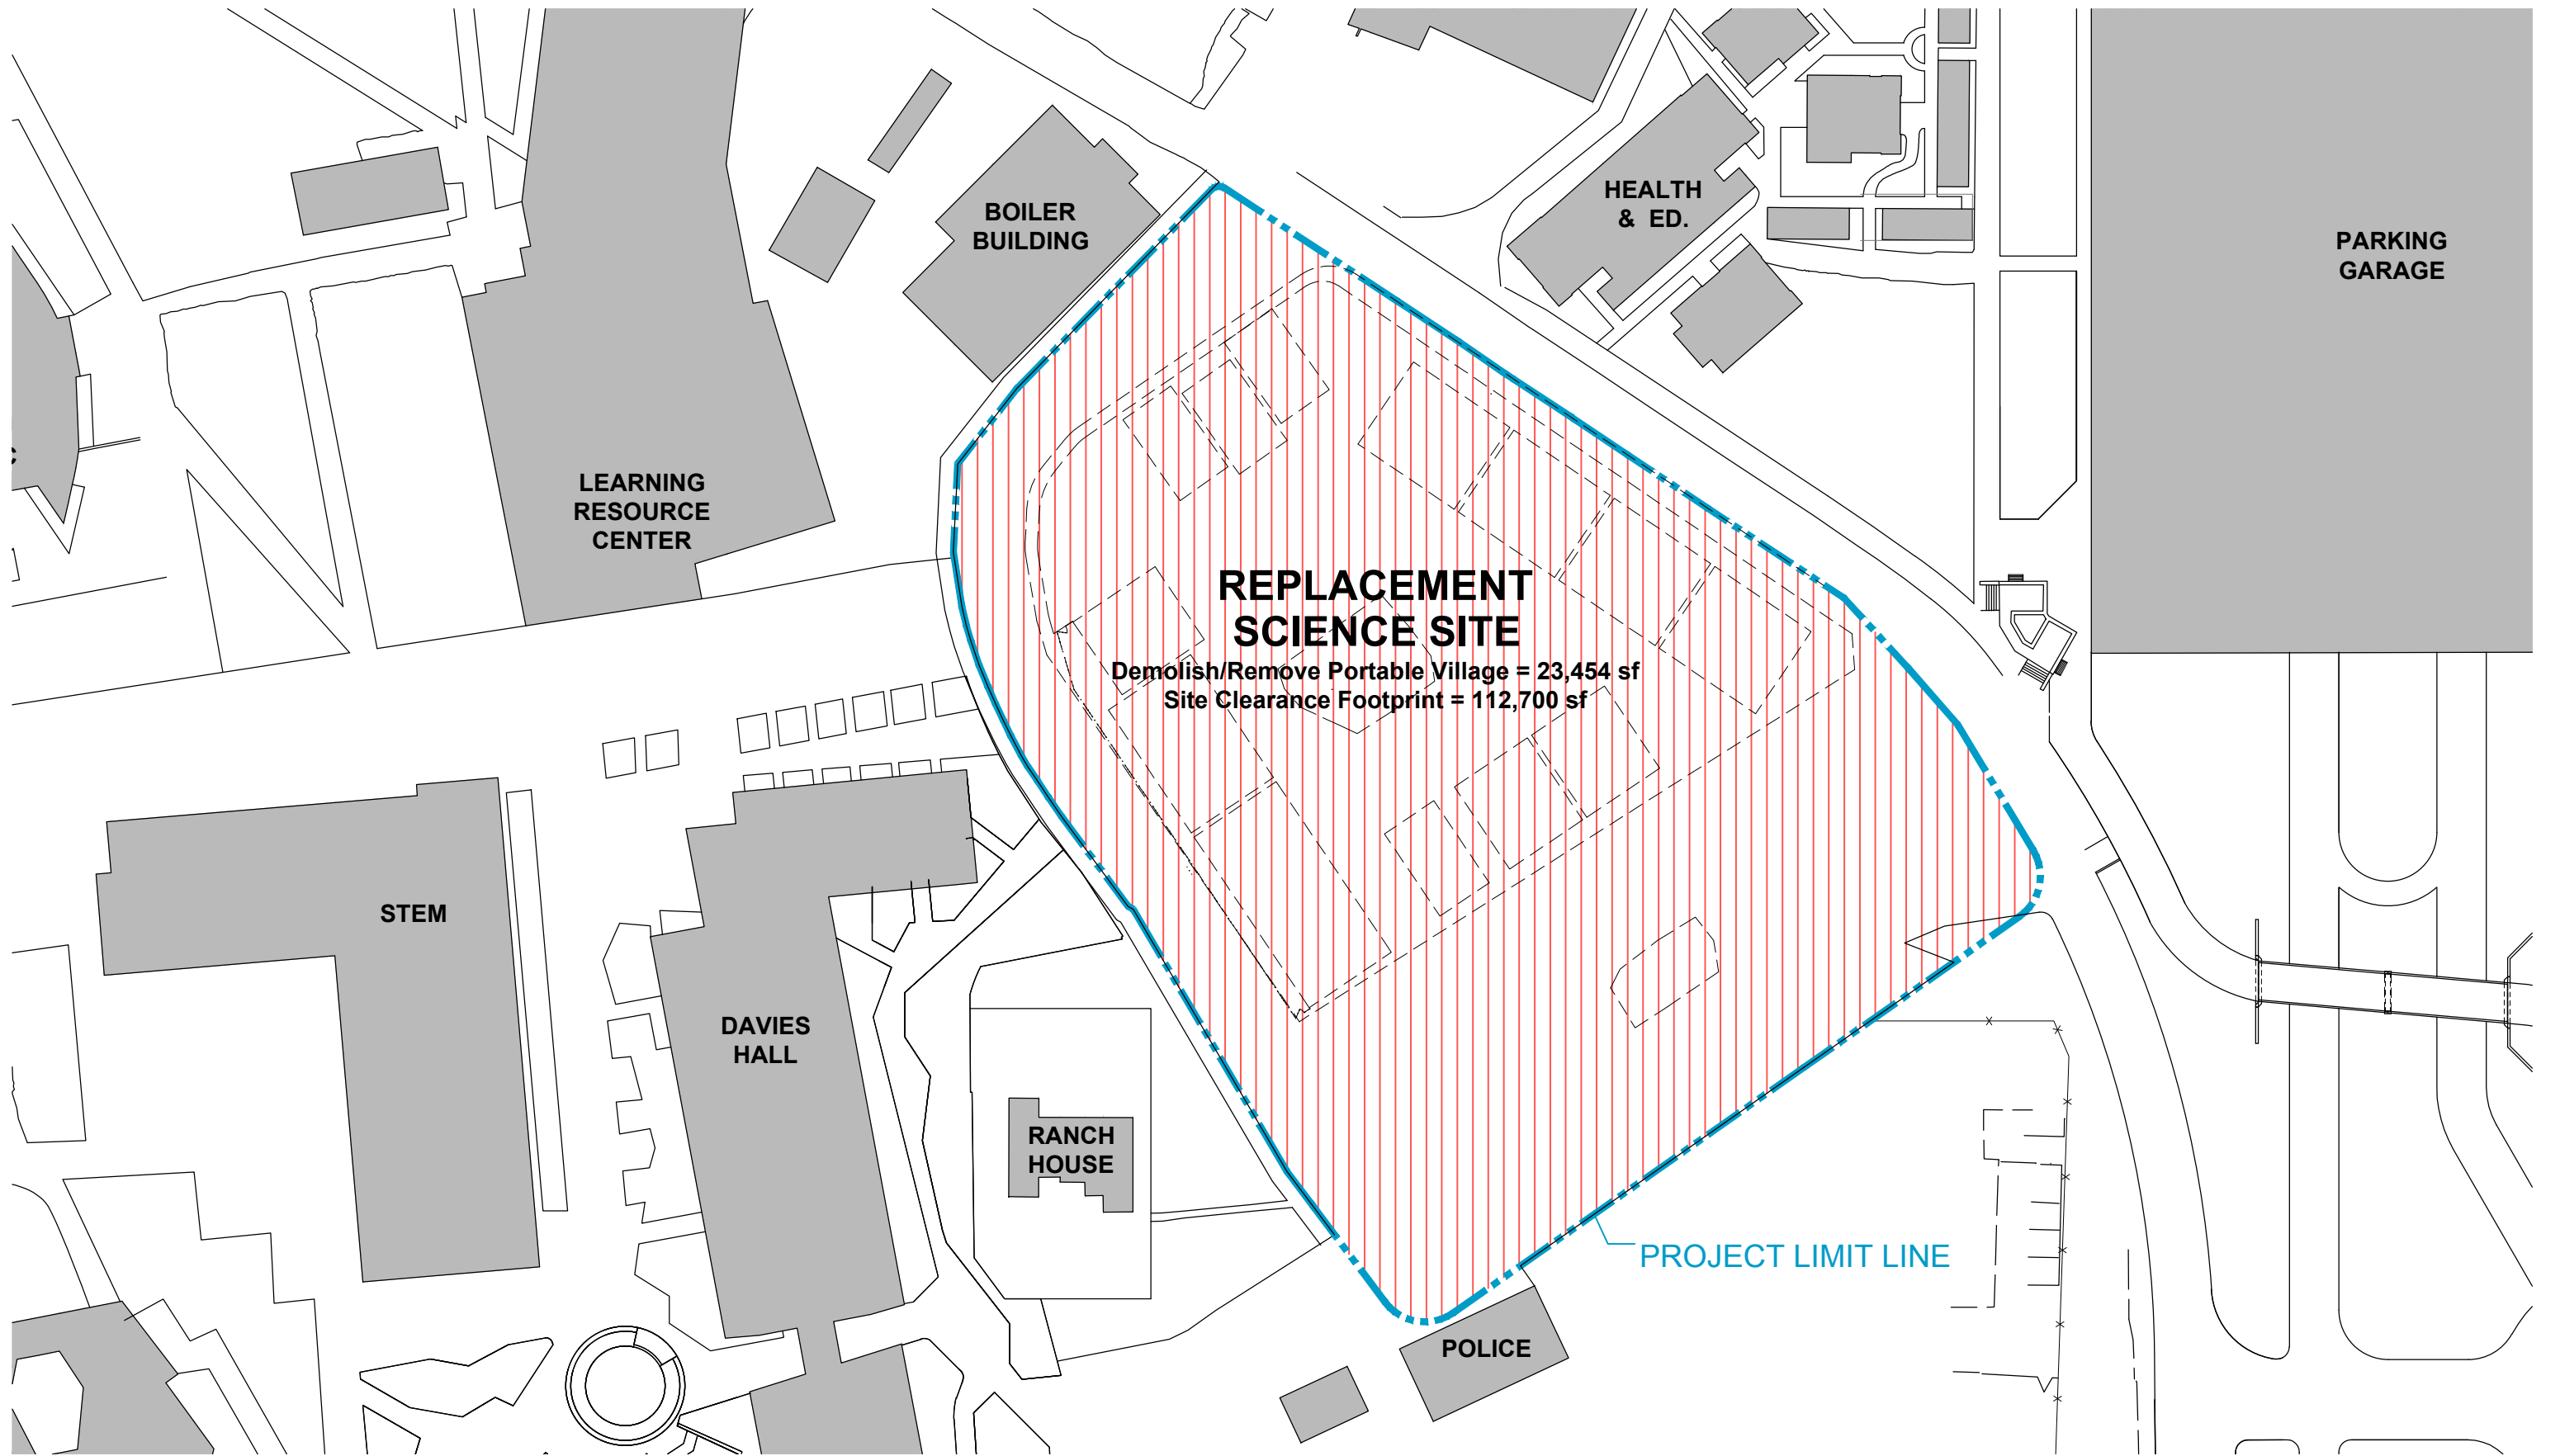 BOILER
BUILDING
HEALTH
& ED.
PARKING
GARAGE
LEARNING
RESOURCE
CENTER
REPLACEMENT
SCIENCE SITE
Demolish/Remove Portable Village = 23,454 sf
Site Clearance Footprint = 112,700 sf
STEM
DAVIES
HALL
RANCH
HOUSE
PROJECT LIMIT LINE
POLICE